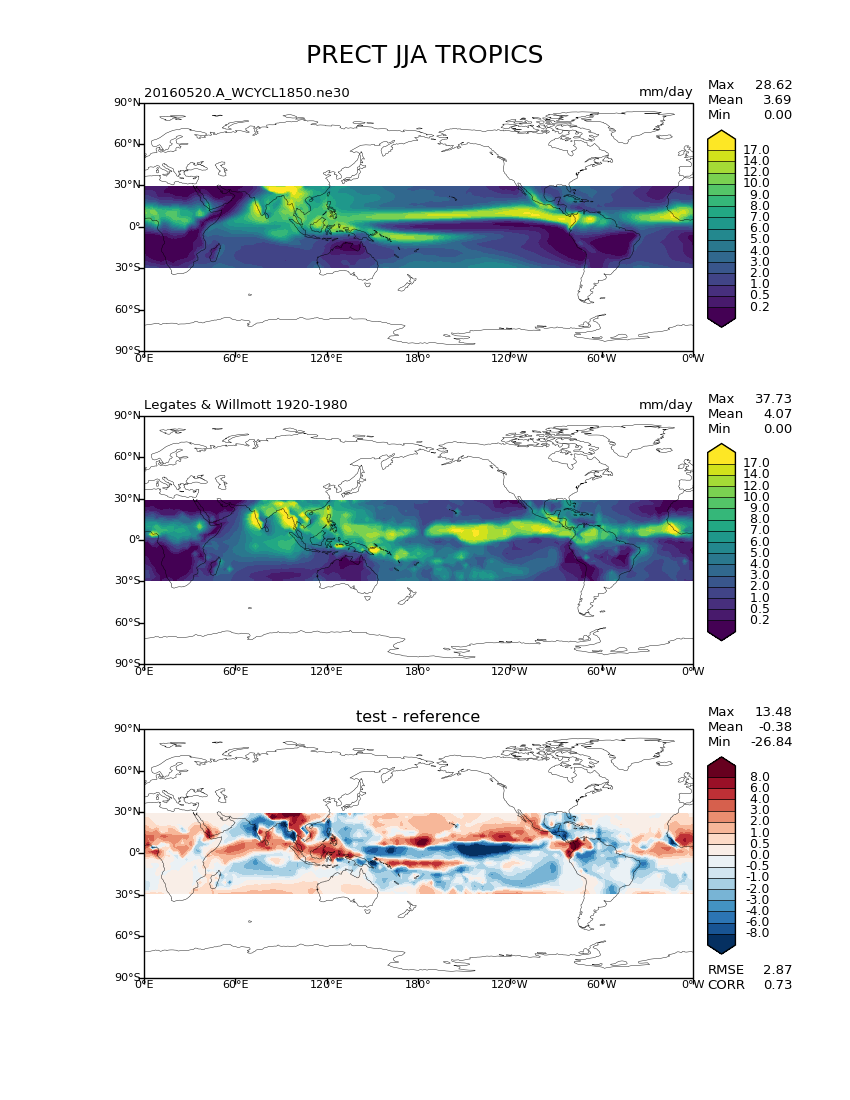 PRECT JJA TROPICS
20160520.A_WCYCL1850.ne30 mm/day
Max 28.62
Mean 3.69
Min 0.00
90°N
60°N
30°N
0°
30°S
60°S
90°S
0°E 60°E 120°E 180° 120°W 60°W 0°W
17.0
14.0
12.0
10.0
9.0
8.0
7.0
6.0
5.0
4.0
3.0
2.0
1.0
0.5
0.2
Legates & Willmott 1920-1980 mm/day
Max 37.73
Mean 4.07
Min 0.00
90°N
60°N
30°N
0°
30°S
60°S
90°S
0°E 60°E 120°E 180° 120°W 60°W 0°W
17.0
14.0
12.0
10.0
9.0
8.0
7.0
6.0
5.0
4.0
3.0
2.0
1.0
0.5
0.2
test - reference
Max 13.48
Mean -0.38
Min -26.84
90°N
60°N
30°N
0°
30°S
60°S
90°S
0°E 60°E 120°E 180° 120°W 60°W 0°W
8.0
6.0
4.0
3.0
2.0
1.0
0.5
0.0
-0.5
-1.0
-2.0
-3.0
-4.0
-6.0
-8.0
RMSE 2.87
CORR 0.73